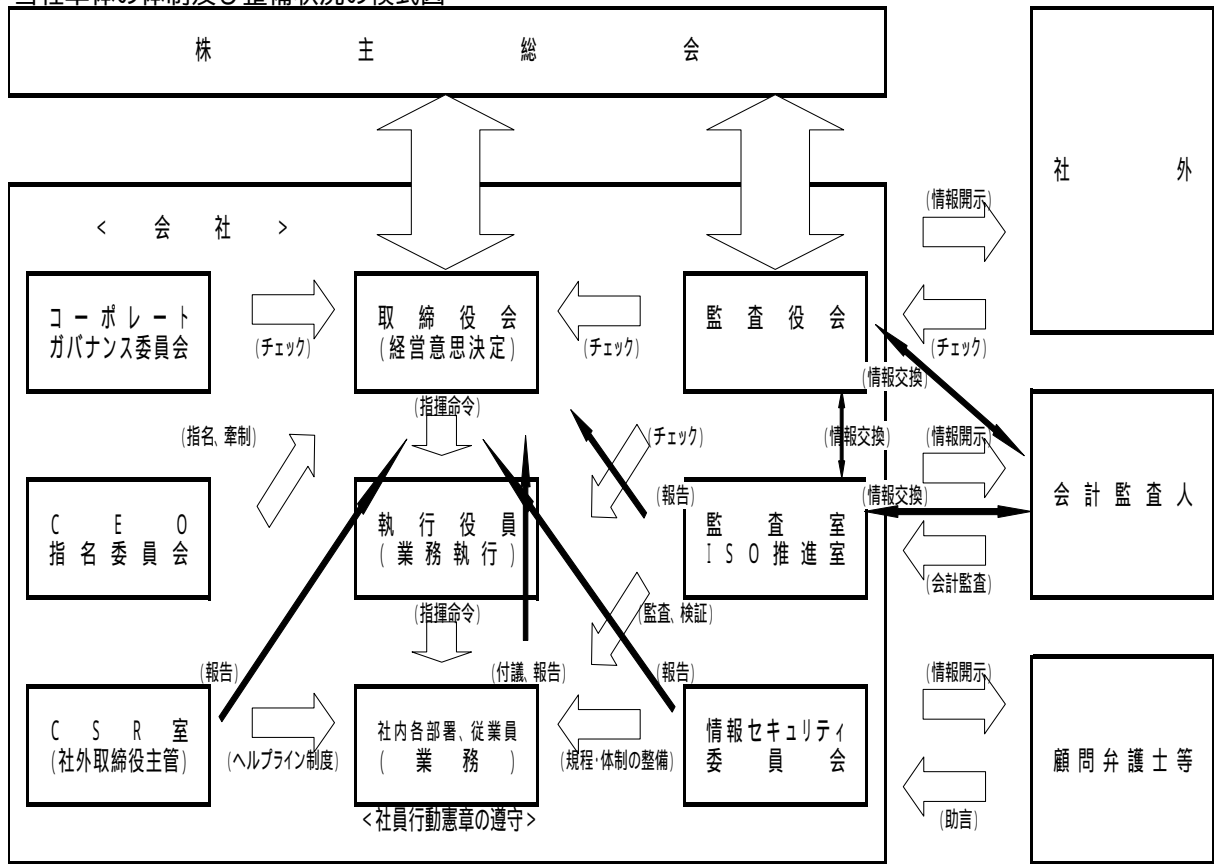 当社単体の体制及び整備状況の模式図
株主総会
社外
<会社>
(情報開示)
コーポレート
ガバナンス委員会
(チェック)
取締役会
(経営意思決定)
(チェック)
監査役会
(チェック)
(情報交換)
(指揮命令)
(指名、牽制)
(チェック)
(情報交換)
(情報開示)
CEO
指名委員会
執行役員
(業務執行)
(報告)
監査室
ISO推進室
(情報交換)
会計監査人
(会計監査)
(指揮命令)
(監査、検証)
(報告)
(付議、報告)
(報告)
(情報開示)
CSR室
(社外取締役主管)
(ヘルプライン制度)
社内各部署、従業員
(業務)
(規程・体制の整備)
情報セキュリティ
委員会
顧問弁護士等
(助言)
<社員行動憲章の遵守>